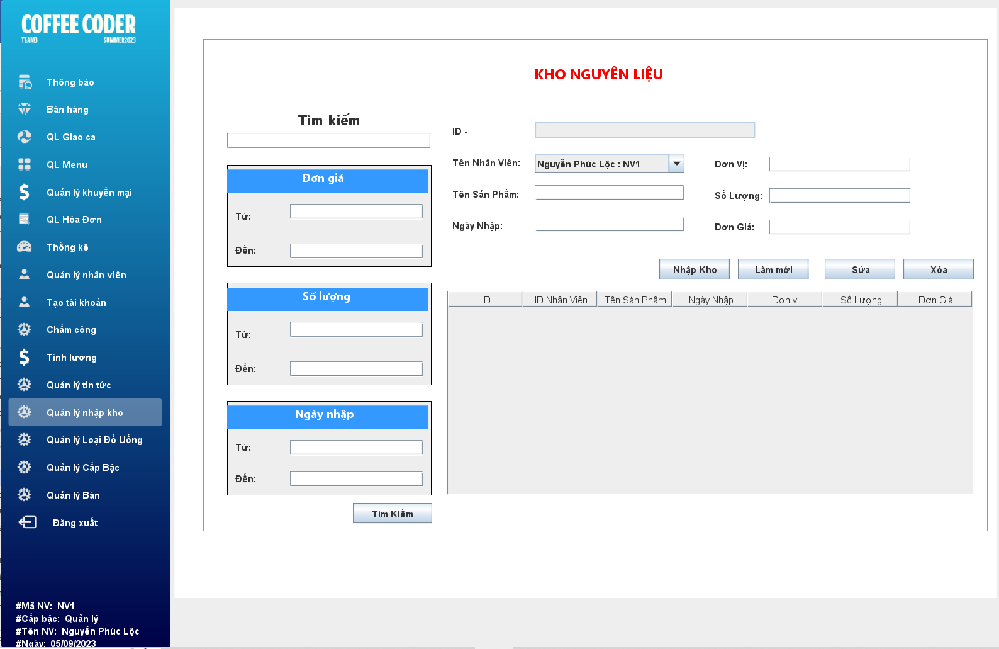 COFFEE CODER
TEAM3 SUMMER2023
Thông báo
Bán hàng
QL Giao ca
QL Menu
Quản lý khuyến mại
QL Hóa Đơn
Thống kê
Quản lý nhân viên
Tạo tài khoản
Chấm công
Tính lương
Quản lý tin tức
Quản lý nhập kho
Quản lý Loại Đồ Uống
Quản lý Cấp Bậc
Quản lý Bàn
Đăng xuất
#Mã NV: NV1
#Cấp bậc: Quản lý
#Tên NV: Nguyễn Phúc Lộc
#Ngày: 05/09/2023
KHO NGUYÊN LIỆU
Tìm kiếm
Đơn giá
Từ:
Đến:
Số lượng
Từ:
Đến:
Ngày nhập
Từ:
Đến:
Tìm Kiếm
ID -
Tên Nhân Viên: Nguyễn Phúc Lộc : NV1 Đơn Vị:
Tên Sản Phẩm: Số Lượng:
Ngày Nhập: Đơn Giá:
Nhập Kho Làm mới Sửa Xóa
ID ID Nhân Viên Tên Sản Phẩm Ngày Nhập Đơn vị Số Lượng Đơn Giá